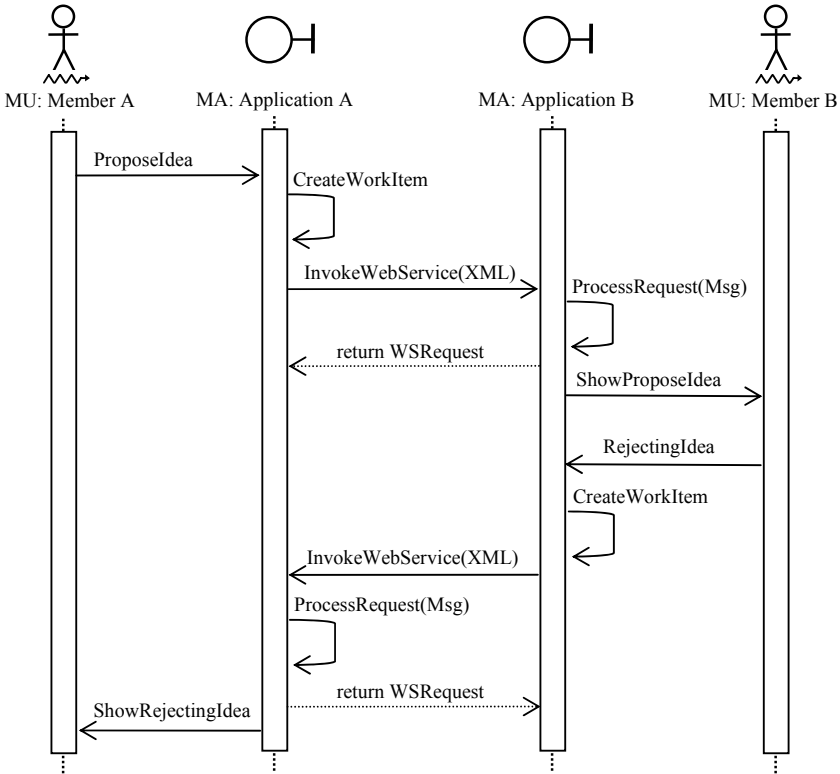 MU: Member A
MA: Application A
MA: Application B
MU: Member B
ProposeIdea
CreateWorkItem
InvokeWebService(XML)
ProcessRequest(Msg)
return WSRequest
ShowProposeIdea
RejectingIdea
CreateWorkItem
InvokeWebService(XML)
ProcessRequest(Msg)
return WSRequest
ShowRejectingIdea